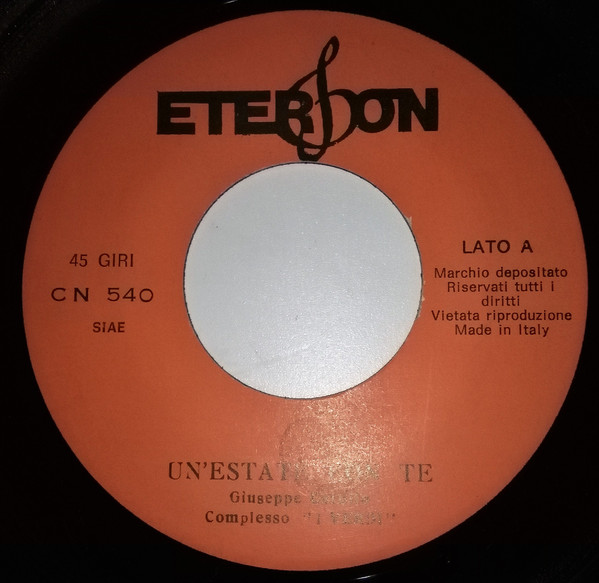 ETERSON
45 GIRI
CN 540
SIAE
LATO A
Marchio depositato
Riservati tutti i
diritti
Vietata riproduzione
Made in Italy
UN'ESTATE TE
Giuseppe
Complesso "I